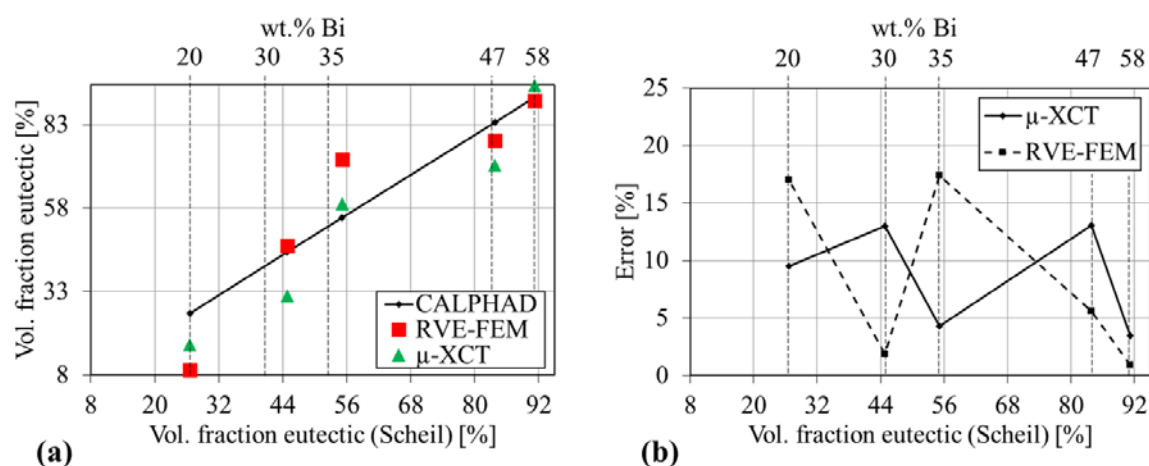 wt.% Bi
20 30 35 47 58
83
58
33
8
Vol. fraction eutectic [%]
CALPHAD
RVE-FEM
µ-XCT
8 20 32 44 56 68 80 92
Vol. fraction eutectic (Scheil) [%]
(a)
wt.% Bi
20 30 35 47 58
25
20
15
10
5
0
Error [%]
µ-XCT
RVE-FEM
8 20 32 44 56 68 80 92
Vol. fraction eutectic (Scheil) [%]
(b)